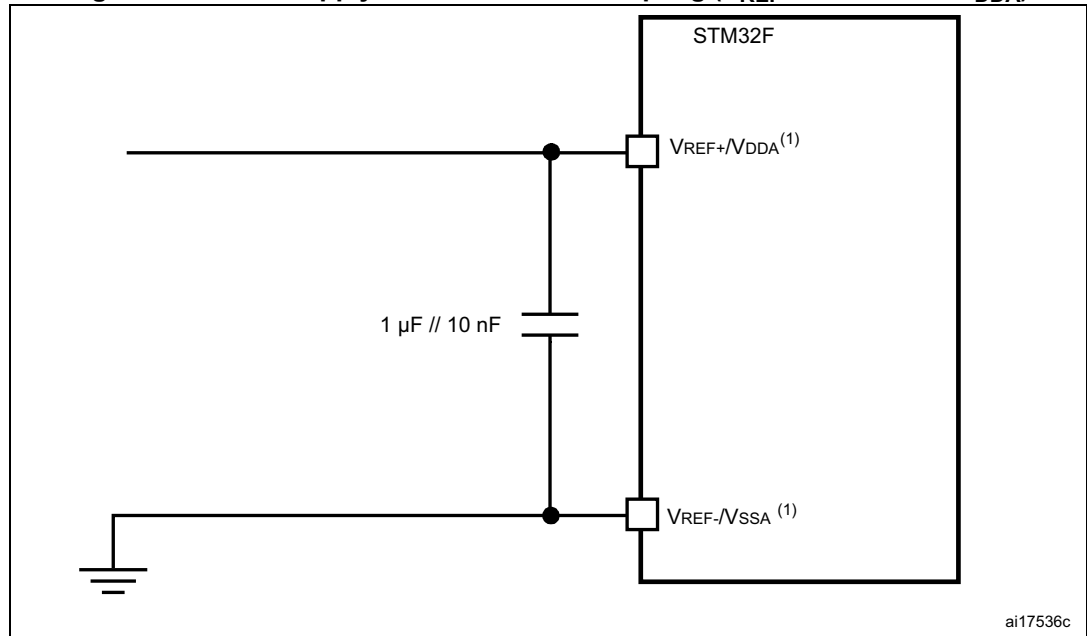 STM32F
VREF+/VDDA(1)
1 µF // 10 nF
VREF-/VSSA (1)
ai17536c